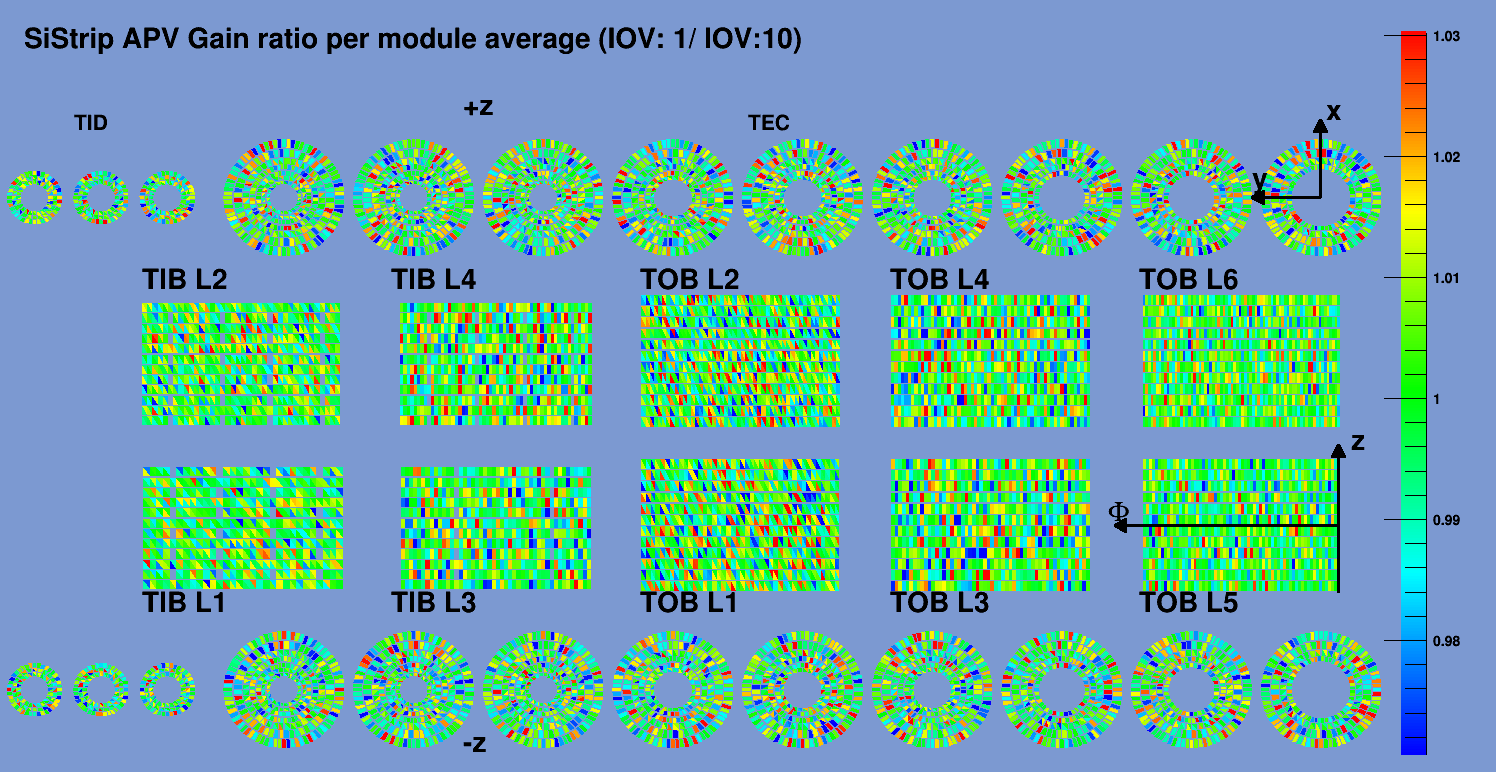 SiStrip APV Gain ratio per module average (IOV: 1/ IOV:10)
1.03
+z
x
TID
TEC
1.02
y
TIB L2
TIB L4
TOB L2
TOB L4
TOB L6
1.01
1
z
Φ
0.99
TIB L1
TIB L3
TOB L1
TOB L3
TOB L5
0.98
-z